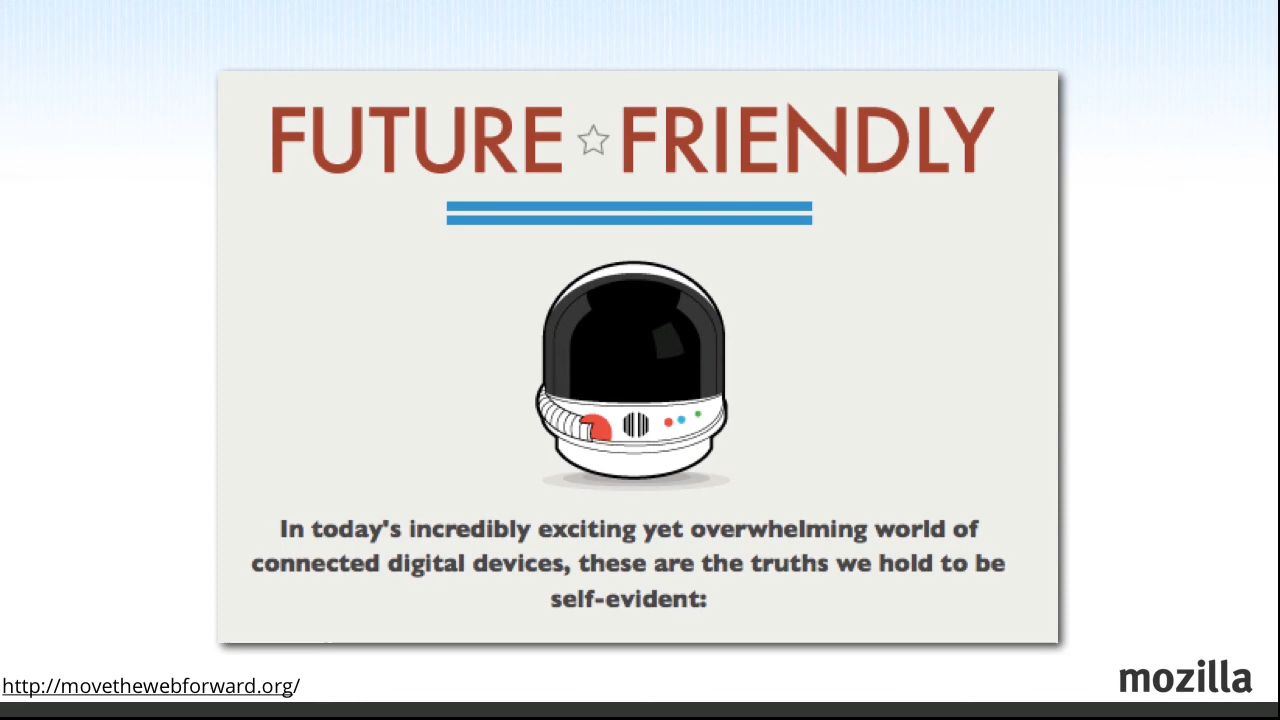 FUTURE ☆ FRIENDLY
In today's incredibly exciting yet overwhelming world of
connected digital devices, these are the truths we hold to be
self-evident:
http://movethewebforward.org/
mozilla